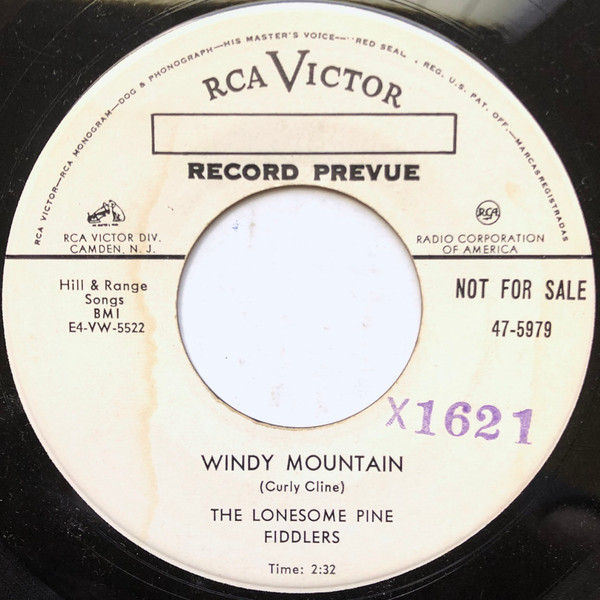 RCA VICTOR—RCA MONOGRAM—DOG & PHONOGRAPH—HIS MASTER'S VOICE—"RED SEAL • REG. U.S. PAT. OFF.—MARCAS REGISTRADAS
RCA VICTOR
RECORD PREVUE
RCA VICTOR DIV.
CAMDEN, N. J.
RCA
RADIO CORPORATION
OF AMERICA
Hill & Range
Songs
BMI
E4-VW-5522
NOT FOR SALE
47-5979
X1621
WINDY MOUNTAIN
(Curly Cline)
THE LONESOME PINE
FIDDLERS
Time: 2:32